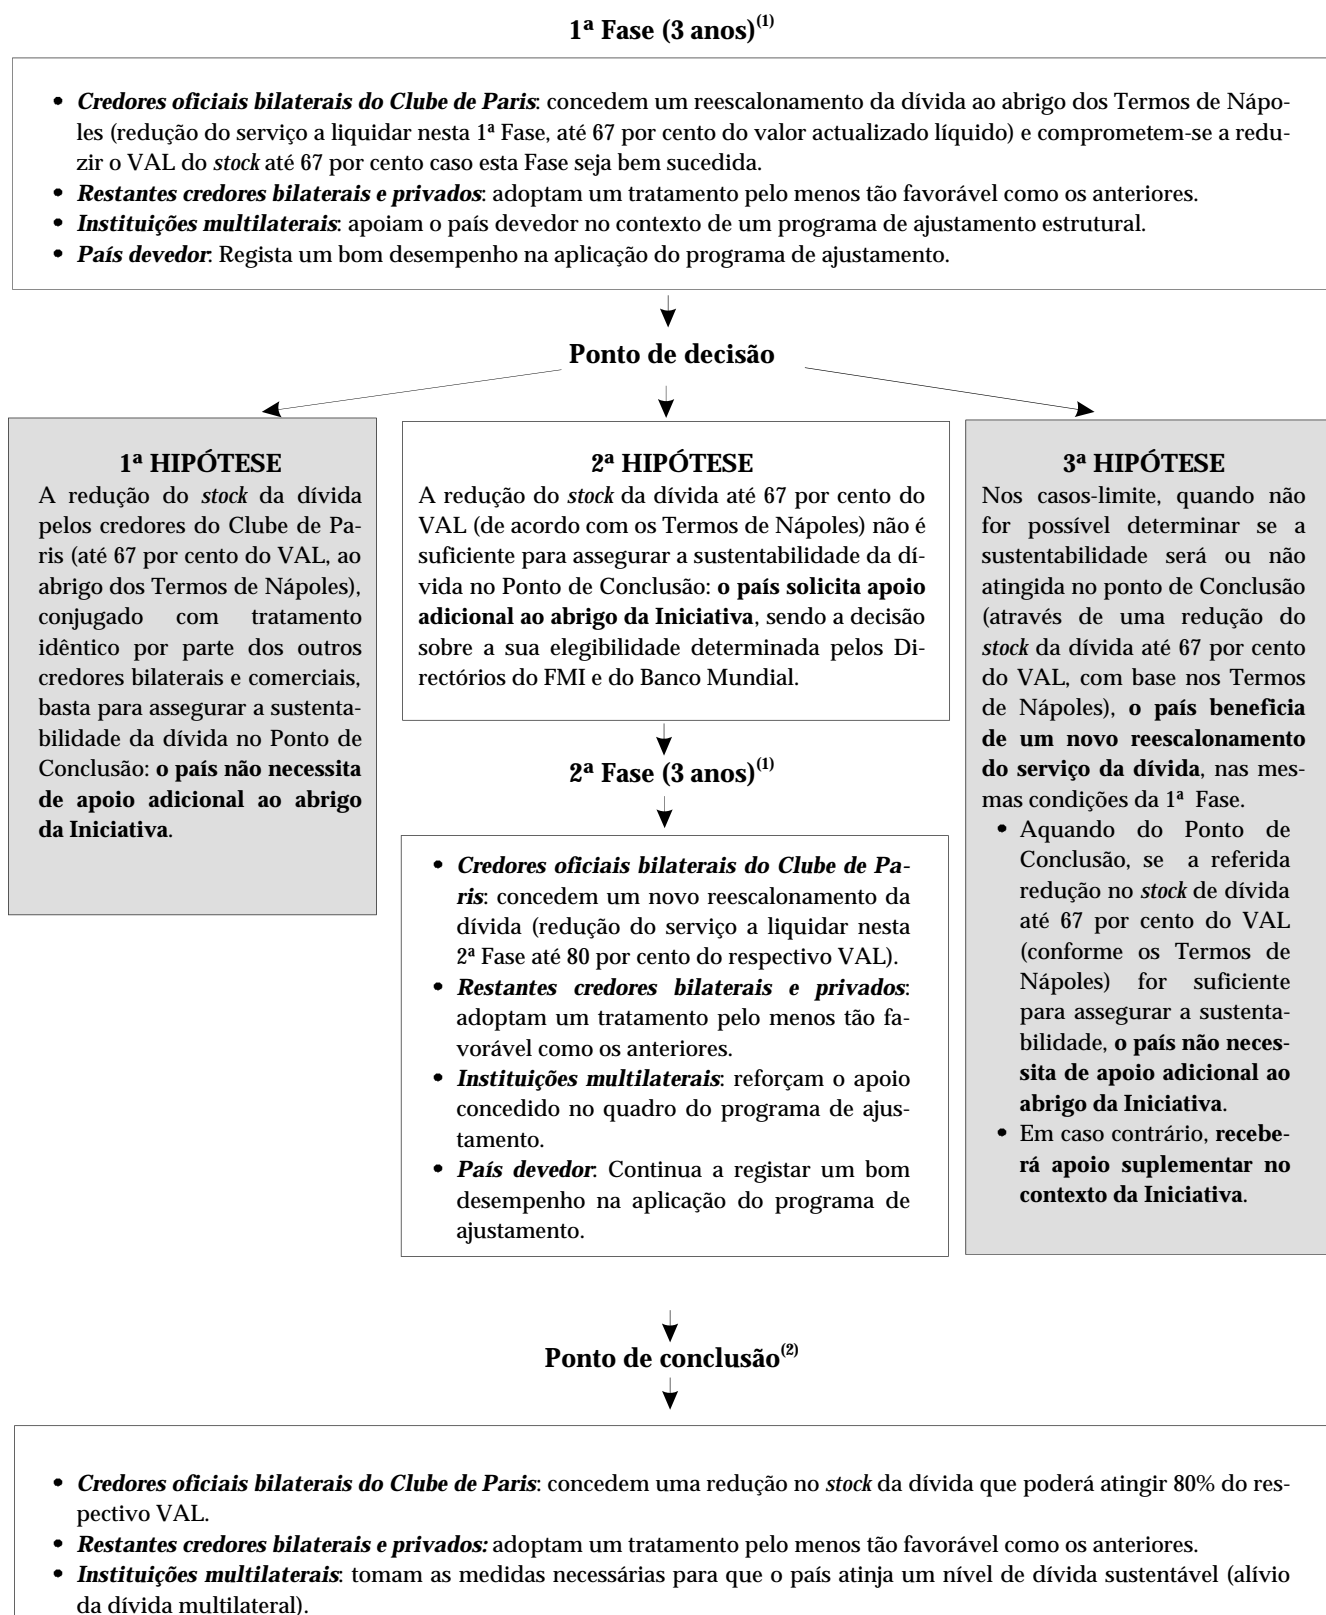 1ª Fase (3 anos)(1)
• Credores oficiais bilaterais do Clube de Paris: concedem um reescalonamento da dívida ao abrigo dos Termos de Nápo-
les (redução do serviço a liquidar nesta 1ª Fase, até 67 por cento do valor actualizado líquido) e comprometem-se a redu-
zir o VAL do stock até 67 por cento caso esta Fase seja bem sucedida.
• Restantes credores bilaterais e privados: adoptam um tratamento pelo menos tão favorável como os anteriores.
• Instituições multilaterais: apoiam o país devedor no contexto de um programa de ajustamento estrutural.
• País devedor: Regista um bom desempenho na aplicação do programa de ajustamento.
Ponto de decisão
1ª HIPÓTESE
A redução do stock da dívida
pelos credores do Clube de Pa-
ris (até 67 por cento do VAL, ao
abrigo dos Termos de Nápoles),
conjugado com tratamento
idêntico por parte dos outros
credores bilaterais e comerciais,
basta para assegurar a sustenta-
bilidade da dívida no Ponto de
Conclusão: o país não necessita
de apoio adicional ao abrigo
da Iniciativa.
2ª HIPÓTESE
A redução do stock da dívida até 67 por cento do
VAL (de acordo com os Termos de Nápoles) não é
suficiente para assegurar a sustentabilidade da dí-
vida no Ponto de Conclusão: o país solicita apoio
adicional ao abrigo da Iniciativa, sendo a decisão
sobre a sua elegibilidade determinada pelos Di-
rectórios do FMI e do Banco Mundial.
2ª Fase (3 anos)(1)
• Credores oficiais bilaterais do Clube de Pa-
ris: concedem um novo reescalonamento da
dívida (redução do serviço a liquidar nesta
2ª Fase até 80 por cento do respectivo VAL).
• Restantes credores bilaterais e privados:
adoptam um tratamento pelo menos tão fa-
vorável como os anteriores.
• Instituições multilaterais: reforçam o apoio
concedido no quadro do programa de ajus-
tamento.
• País devedor: Continua a registar um bom
desempenho na aplicação do programa de
ajustamento.
3ª HIPÓTESE
Nos casos-limite, quando não
for possível determinar se a
sustentabilidade será ou não
atingida no ponto de Conclusão
(através de uma redução do
stock da dívida até 67 por cento
do VAL, com base nos Termos
de Nápoles), o país beneficia
de um novo reescalonamento
do serviço da dívida, nas mes-
mas condições da 1ª Fase.
• Aquando do Ponto de
Conclusão, se a referida
redução no stock de dívida
até 67 por cento do VAL
(conforme os Termos de
Nápoles) for suficiente
para assegurar a sustenta-
bilidade, o país não neces-
sita de apoio adicional ao
abrigo da Iniciativa.
• Em caso contrário, recebe-
rá apoio suplementar no
contexto da Iniciativa.
Ponto de conclusão(2)
• Credores oficiais bilaterais do Clube de Paris: concedem uma redução no stock da dívida que poderá atingir 80% do res-
pectivo VAL.
• Restantes credores bilaterais e privados: adoptam um tratamento pelo menos tão favorável como os anteriores.
• Instituições multilaterais: tomam as medidas necessárias para que o país atinja um nível de dívida sustentável (alívio
da dívida multilateral).